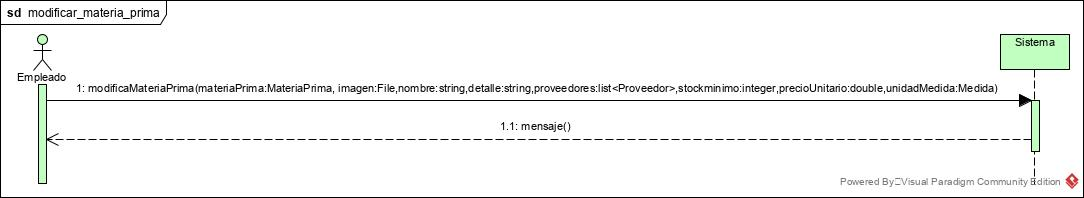 sd modificar_materia_prima
Empleado
Sistema
1: modificaMateriaPrima(materiaPrima:MateriaPrima, imagen:File,nombre:string,detalle:string,proveedores:list<Proveedor>,stockminimo:integer,precioUnitario:double,unidadMedida:Medida)
1.1: mensaje()
Powered By Visual Paradigm Community Edition